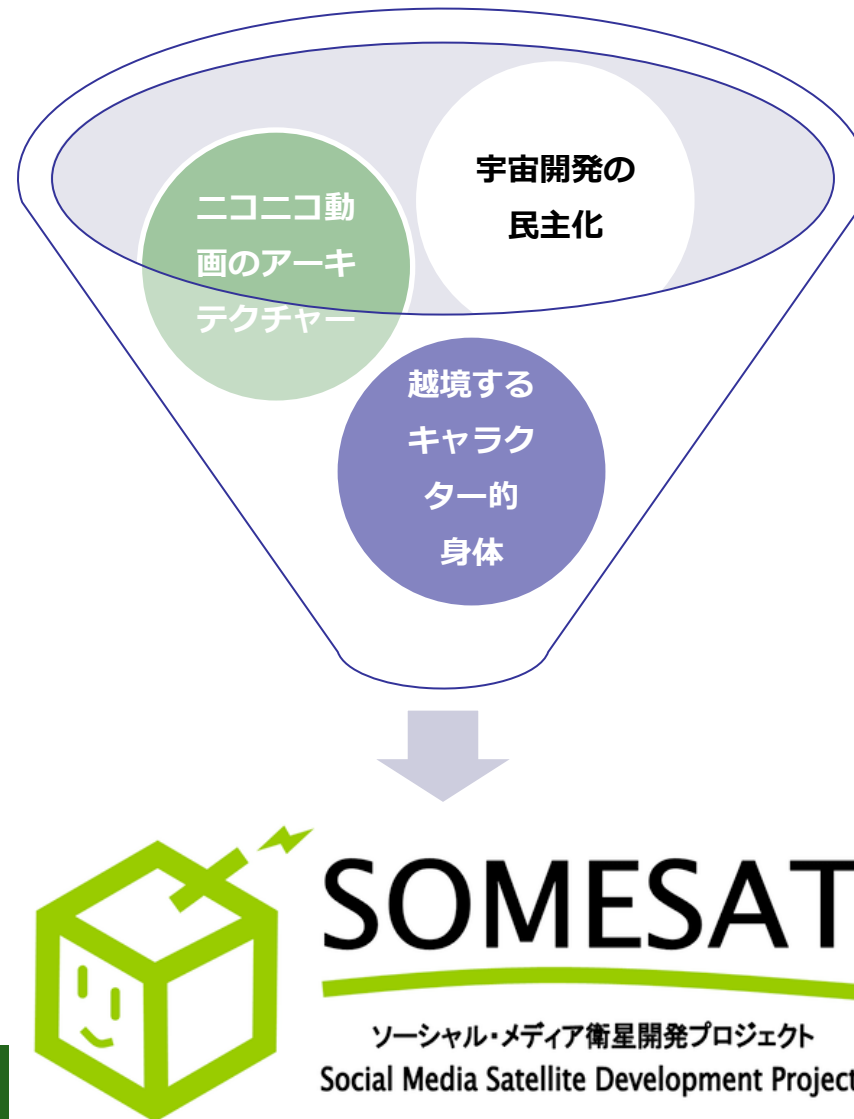 宇宙開発の
民主化
ニコニコ動
画のアーキ
テクチャー
越境する
キャラク
ター的
身体
SOMESAT
ソーシャル・メディア衛星開発プロジェクト
Social Media Satellite Development Project